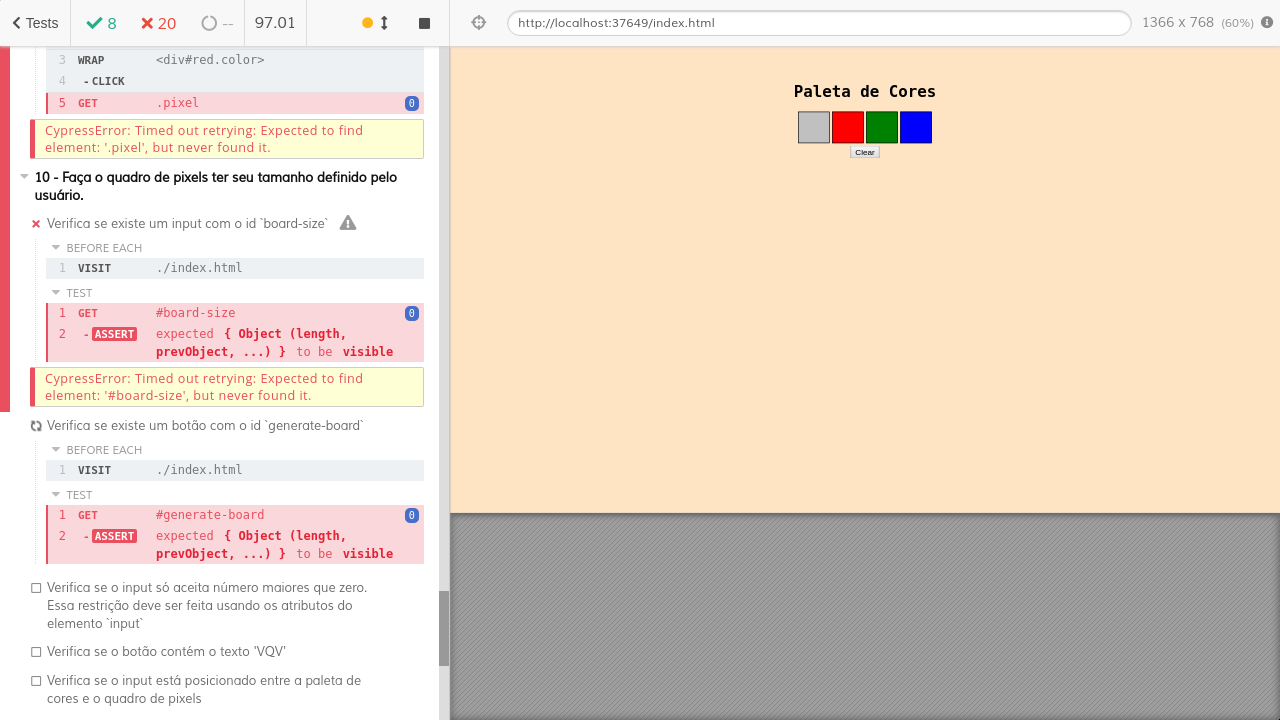 Tests
8
20
--
97.01
http://localhost:37649/index.html
1366 x 768 (60%)
3 WRAP <div#red.color>
4 -CLICK
5 GET .pixel 0
CypressError: Timed out retrying: Expected to find
element: '.pixel', but never found it.
10 - Faça o quadro de pixels ter seu tamanho definido pelo
usuário.
Verifica se existe um input com o id `board-size`
BEFORE EACH
1 VISIT ./index.html
TEST
1 GET #board-size 0
2 -ASSERT expected { Object (length,
prevObject, ...) } to be visible
CypressError: Timed out retrying: Expected to find
element: '#board-size', but never found it.
Verifica se existe um botão com o id `generate-board`
BEFORE EACH
1 VISIT ./index.html
TEST
1 GET #generate-board 0
2 -ASSERT expected { Object (length,
prevObject, ...) } to be visible
Verifica se o input só aceita número maiores que zero.
Essa restrição deve ser feita usando os atributos do
elemento `input`
Verifica se o botão contém o texto 'VQV'
Verifica se o input está posicionado entre a paleta de
cores e o quadro de pixels
Paleta de Cores
Clear